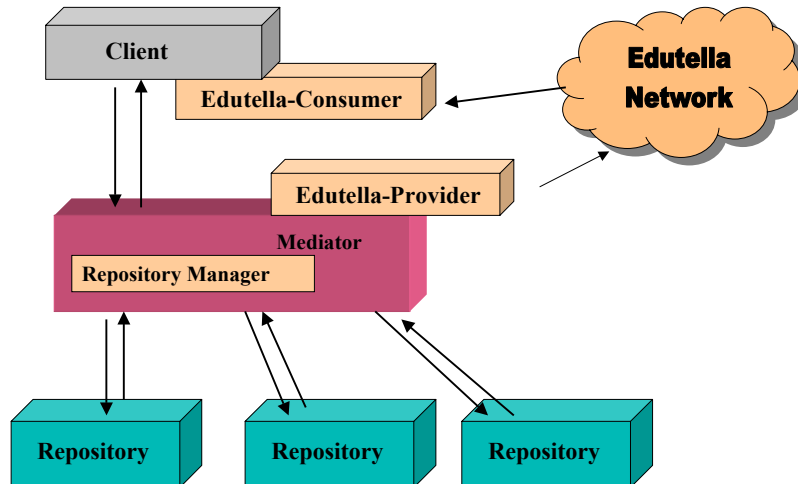 Client
Edutella
Network
Edutella-Consumer
Edutella-Provider
Mediator
Repository Manager
Repository
Repository
Repository